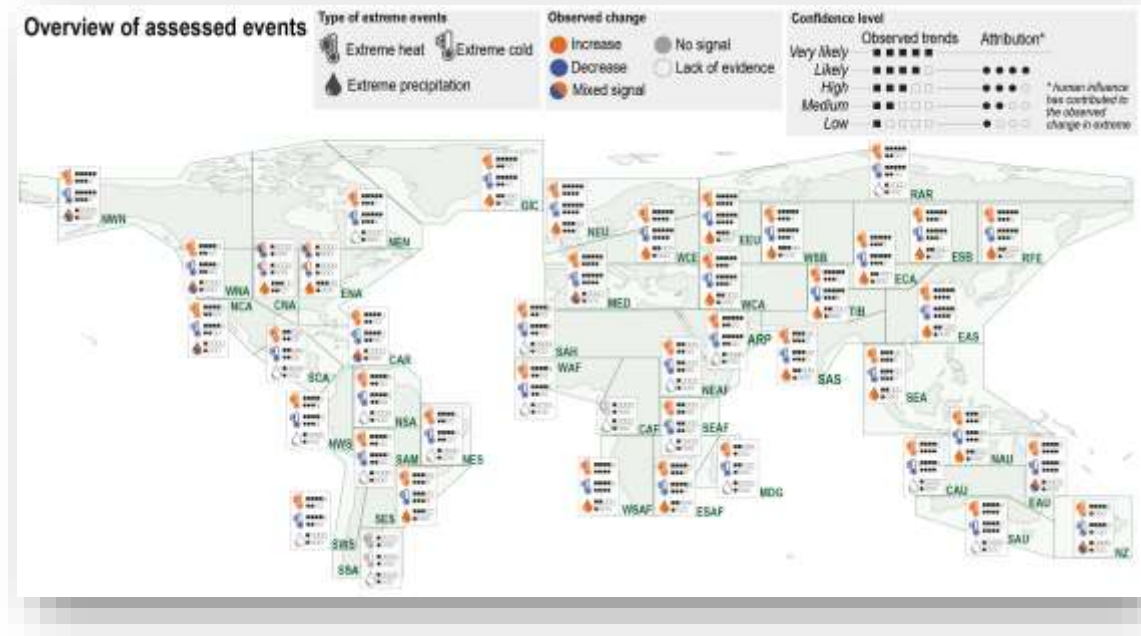 Overview of assessed events
Type of extreme events
Extreme heat
Extreme cold
Extreme precipitation
Observed change
Increase
No signal
Decrease
Lack of evidence
Mixed signal
Confidence level
Observed trends
Attribution*
Very likely
Likely
High
Medium
Low
* human influence
has contributed to
the observed
change in extreme
RAR
GIC
NWN
NEN
NEU
WCE
EEU
WSB
ESB
RFE
ECA
WNA
CNA
ENA
MED
WCA
TIB
NCA
EAS
ARP
SAH
CAR
SCA
WAF
SAS
NEAF
SEA
NSA
CAF
SEAF
NWS
SAM
NES
NAU
MDG
CAU
EAU
WSAF
ESAF
SES
SWS
SAU
NZ
SSA